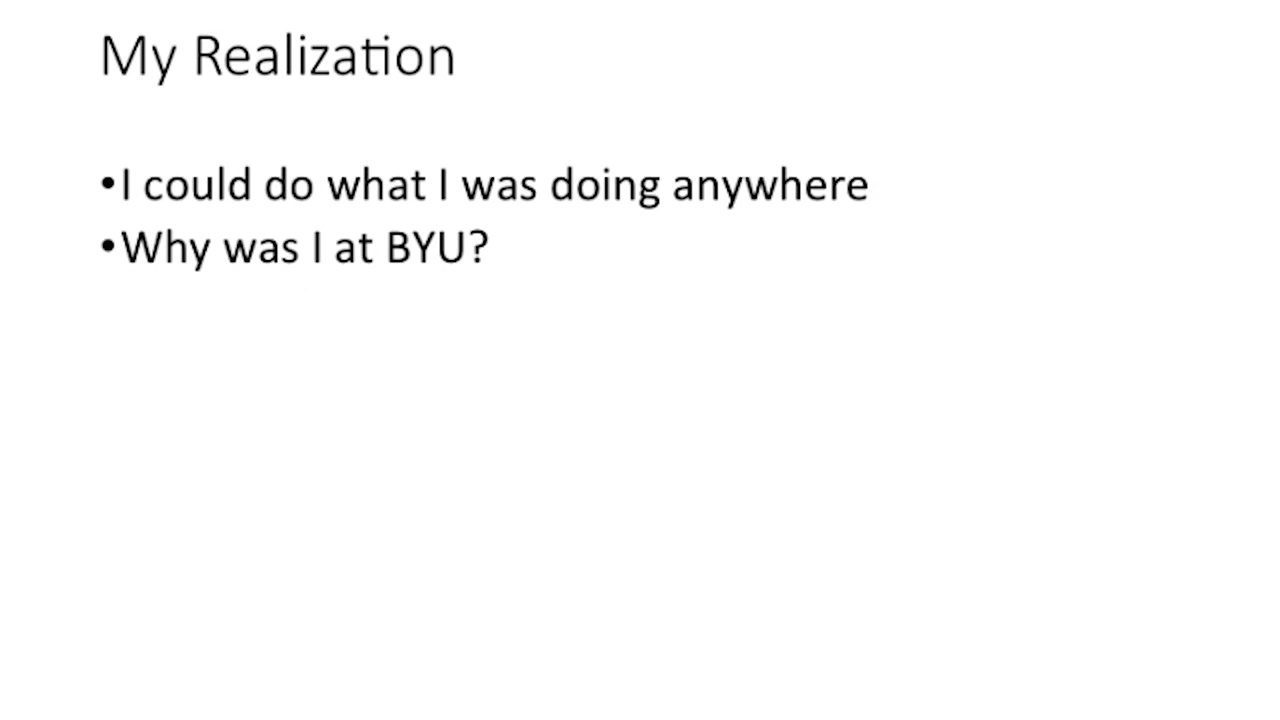 My Realization
•I could do what I was doing anywhere
•Why was I at BYU?